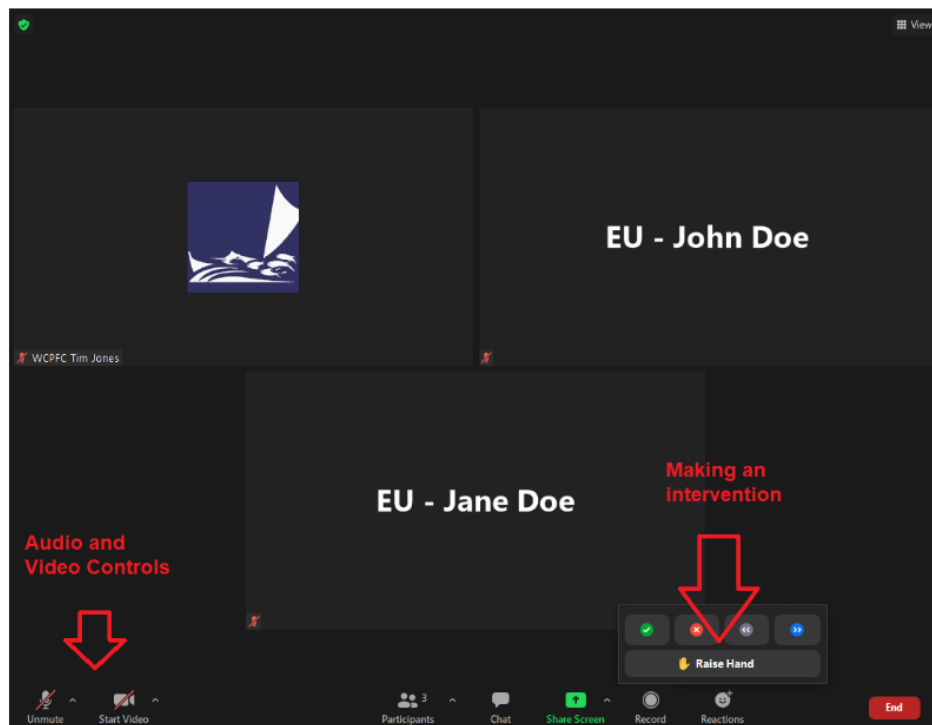 View
EU - John Doe
WCPFC Tim Jones
EU - Jane Doe
Making an
intervention
Audio and
Video Controls
Raise Hand
Unmute
Start Video
3
Participants
Chat
Share Screen
Record
Reactions
End